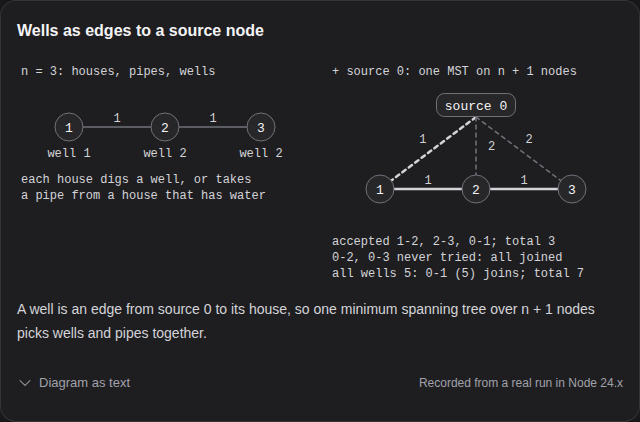 Wells as edges to a source node
n = 3: houses, pipes, wells
1
1
1
2
3
well 1
well 2
well 2
each house digs a well, or takes
a pipe from a house that has water
+ source 0: one MST on n + 1 nodes
source 0
1
2
2
1
1
1
2
3
accepted 1-2, 2-3, 0-1; total 3
0-2, 0-3 never tried: all joined
all wells 5: 0-1 (5) joins; total 7
A well is an edge from source 0 to its house, so one minimum spanning tree over n + 1 nodes
picks wells and pipes together.
Diagram as text
Recorded from a real run in Node 24.x